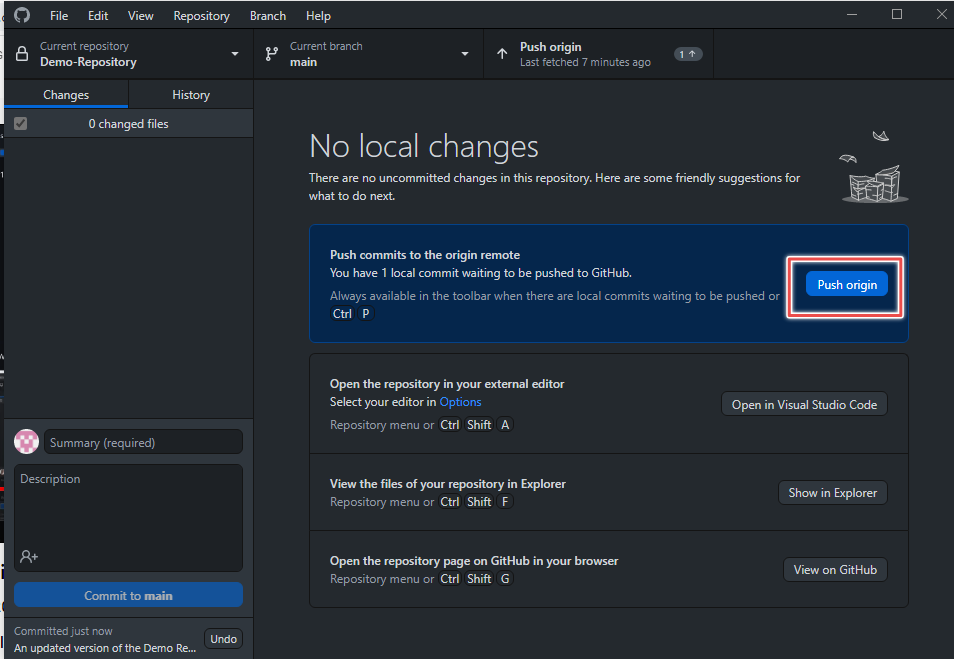 File Edit View Repository Branch Help
Current repository
Demo-Repository
Current branch
main
Push origin
Last fetched 7 minutes ago
1
Changes
History
0 changed files
No local changes
There are no uncommitted changes in this repository. Here are some friendly suggestions for
what to do next.
Push commits to the origin remote
You have 1 local commit waiting to be pushed to GitHub.
Always available in the toolbar when there are local commits waiting to be pushed or
Ctrl P
Push origin
Open the repository in your external editor
Select your editor in Options
Repository menu or Ctrl Shift A
Open in Visual Studio Code
View the files of your repository in Explorer
Repository menu or Ctrl Shift F
Show in Explorer
Open the repository page on GitHub in your browser
Repository menu or Ctrl Shift G
View on GitHub
Summary (required)
Description
Commit to main
Committed just now
An updated version of the Demo Re...
Undo